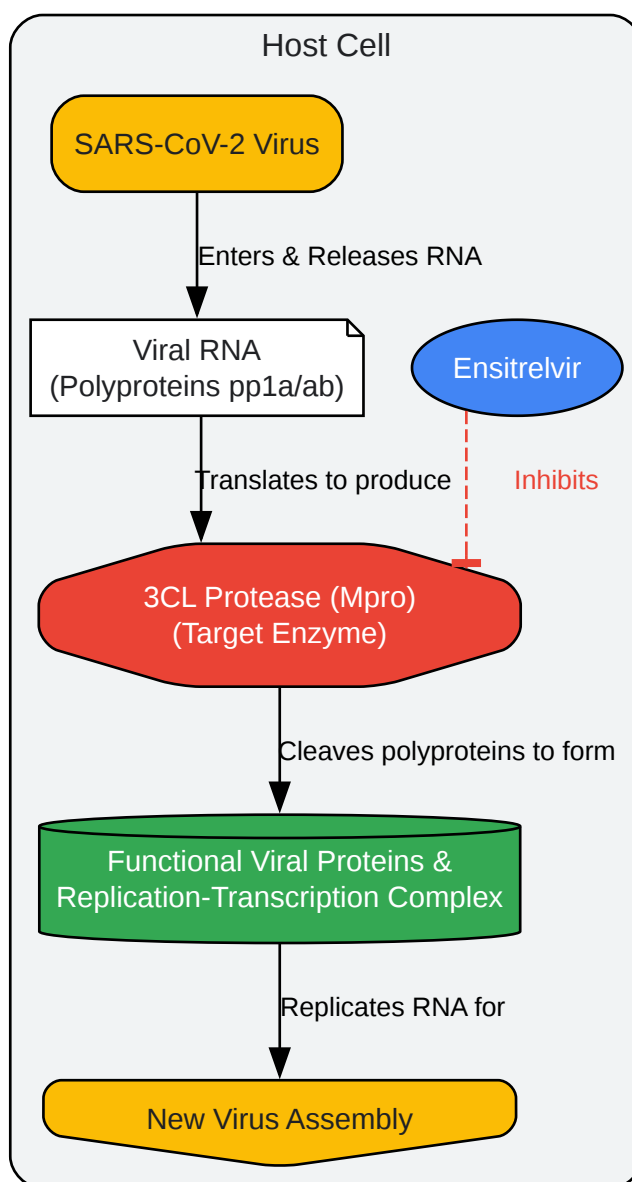 Host Cell
SARS-CoV-2 Virus
Enters & Releases RNA
Viral RNA
(Polyproteins pp1a/ab)
Ensitrelvir
Translates to produce
Inhibits
3CL Protease (Mpro)
(Target Enzyme)
Cleaves polyproteins to form
Functional Viral Proteins &
Replication-Transcription Complex
Replicates RNA for
New Virus Assembly